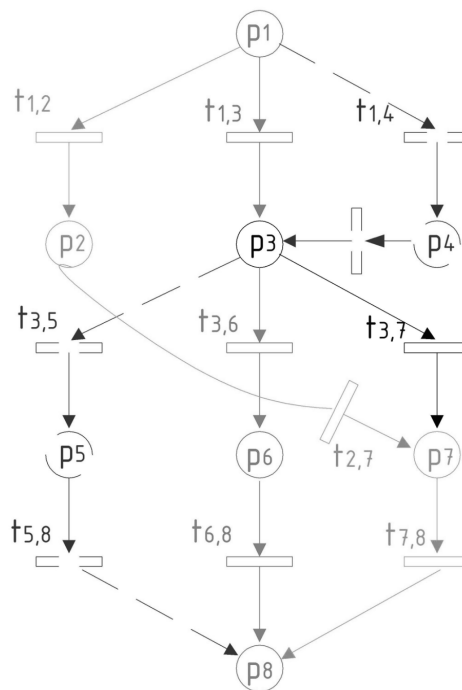 p1
t1,2
t1,3
t1,4
p2
p3
p4
t3,5
t3,6
t3,7
p5
p6
t2,7
p7
t5,8
t6,8
t7,8
p8